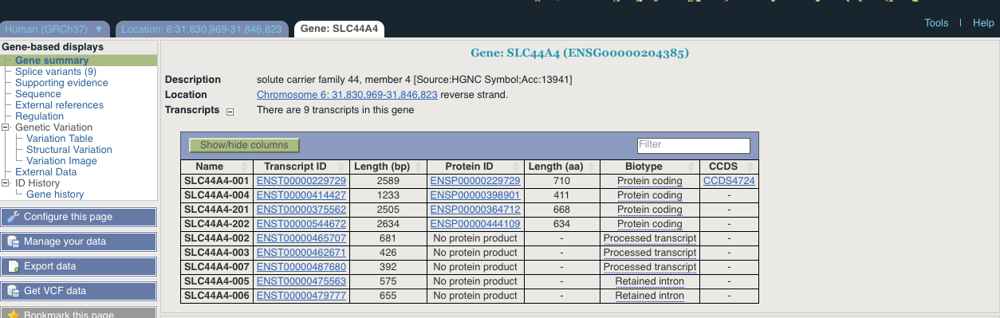 Human (GRCh37) ▼ Location: 6:31,830,969-31,846,823 Gene: SLC44A4 Tools | Help
Gene-based displays
Gene summary
Splice variants (9)
Supporting evidence
Sequence
External references
Regulation
Genetic Variation
Variation Table
Structural Variation
Variation Image
External Data
ID History
Gene history
Configure this page
Manage your data
Export data
Get VCF data
Bookmark this page
Gene: SLC44A4 (ENSG00000204385)
Description solute carrier family 44, member 4 [Source:HGNC Symbol;Acc:13941]
Location Chromosome 6: 31,830,969-31,846,823 reverse strand.
Transcripts There are 9 transcripts in this gene
Show/hide columns Filter
Name Transcript ID Length (bp) Protein ID Length (aa) Biotype CCDS
SLC44A4-001 ENST00000229729 2589 ENSP00000229729 710 Protein coding CCDS4724
SLC44A4-004 ENST00000414427 1233 ENSP00000398901 411 Protein coding -
SLC44A4-201 ENST00000375562 2505 ENSP00000364712 668 Protein coding -
SLC44A4-202 ENST00000544672 2634 ENSP00000444109 634 Protein coding -
SLC44A4-002 ENST00000465707 681 No protein product - Processed transcript -
SLC44A4-003 ENST00000462671 426 No protein product - Processed transcript -
SLC44A4-007 ENST00000487680 392 No protein product - Processed transcript -
SLC44A4-005 ENST00000475563 575 No protein product - Retained intron -
SLC44A4-006 ENST00000479777 655 No protein product - Retained intron -